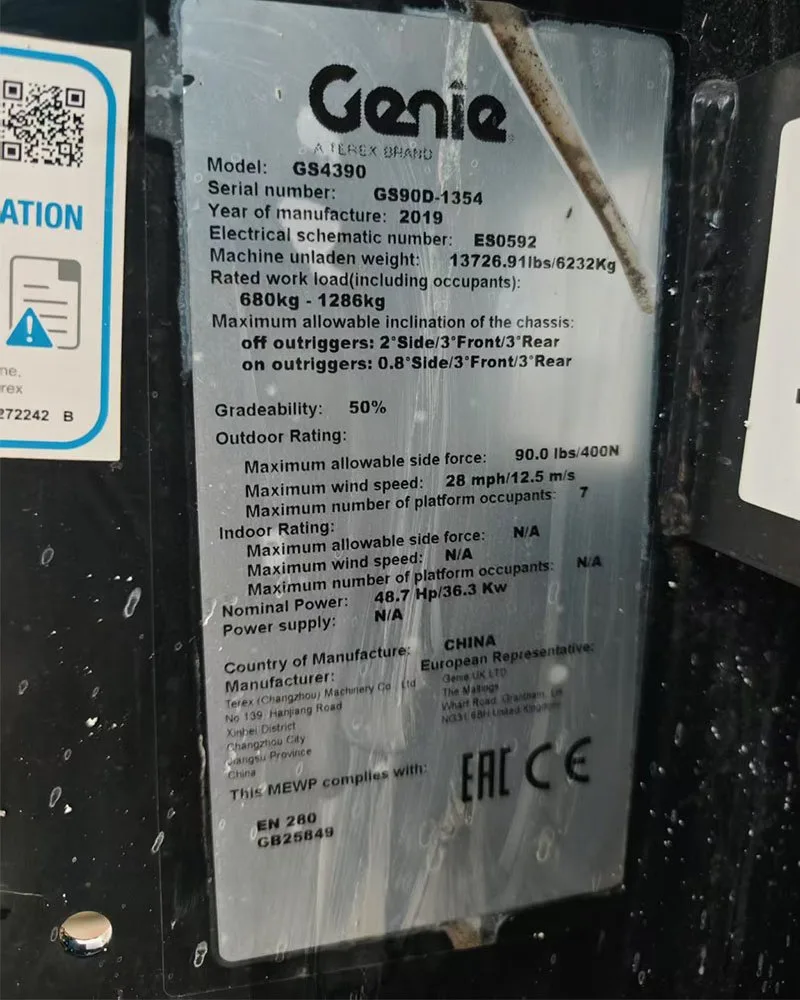 ATION
ne,
rex
272242 B
Genie
A TEREX BRAND
Model: GS4390
Serial number: GS90D-1354
Year of manufacture: 2019
Electrical schematic number: ES0592
Machine unladen weight: 13726.91lbs/6232Kg
Rated work load(including occupants):
680kg - 1286kg
Maximum allowable inclination of the chassis:
off outriggers: 2°Side/3°Front/3°Rear
on outriggers: 0.8°Side/3°Front/3°Rear
Gradeability: 50%
Outdoor Rating:
Maximum allowable side force: 90.0 lbs/400N
Maximum wind speed: 28 mph/12.5 m/s
Maximum number of platform occupants: 7
Indoor Rating:
Maximum allowable side force: N/A
Maximum wind speed: N/A
Maximum number of platform occupants: N/A
Nominal Power: 48.7 Hp/36.3 Kw
Power supply: N/A
Country of Manufacture: CHINA
Manufacturer:
Terex (Changzhou) Machinery Co., Ltd
No 139, Hanjiang Road
Xinbei District
Changzhou City
Jiangsu Province
China
European Representative:
Genie UK LTD
The Maltings
Wharf Road, Grantham, Lin
NG31 6BH United Kingdom
This MEWP complies with:
EAC CE
EN 280
GB25849